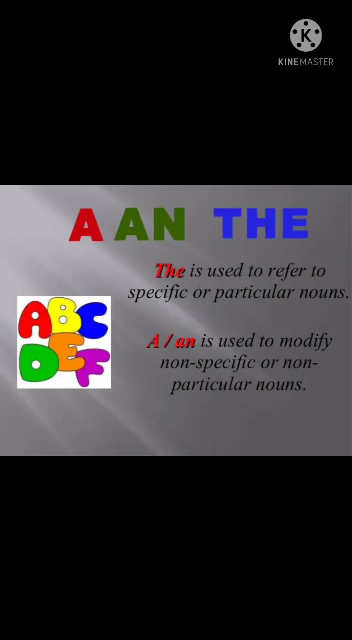 KINEMASTER
A AN THE
The is used to refer to
specific or particular nouns.
A / an is used to modify
non-specific or non-
particular nouns.
ABC
DEF